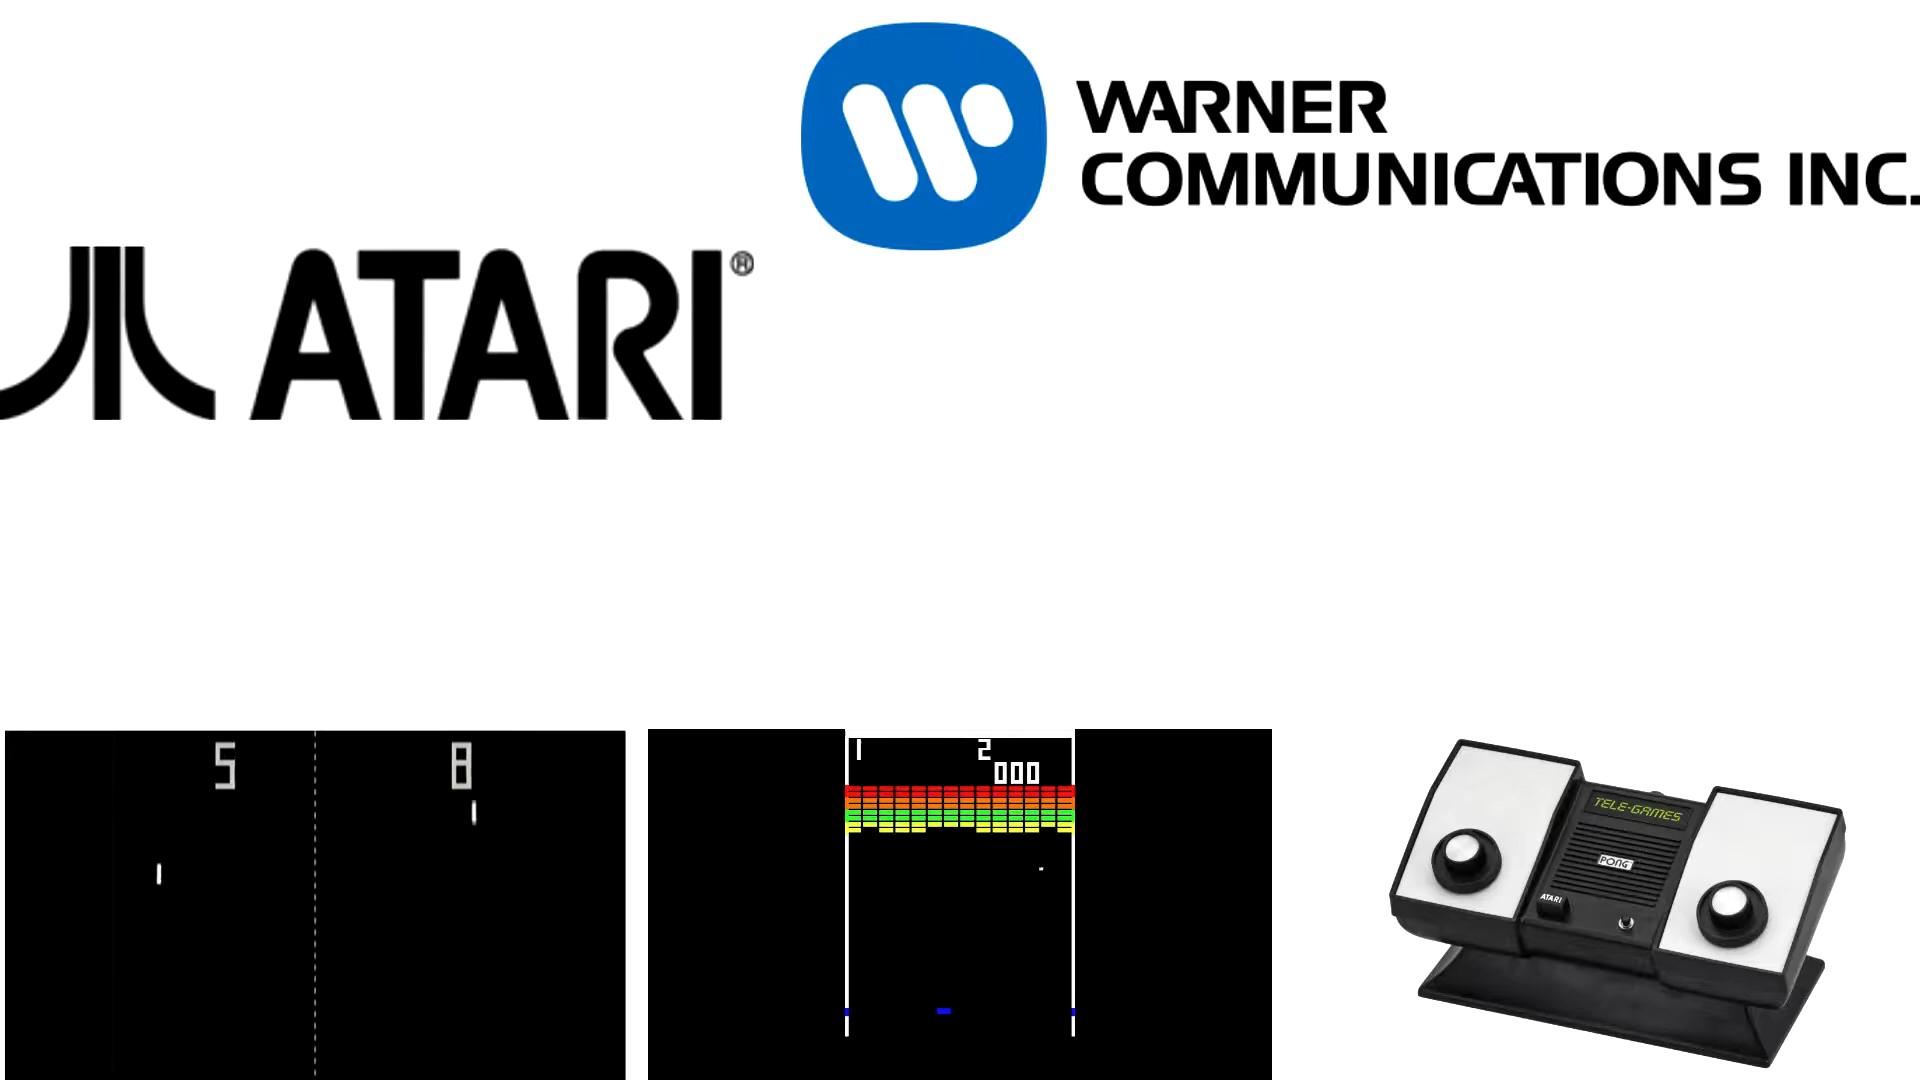 WARNER
COMMUNICATIONS INC.
ATARI®
5 8
1 2
000
TELE-GAMES
PONG
ATARI